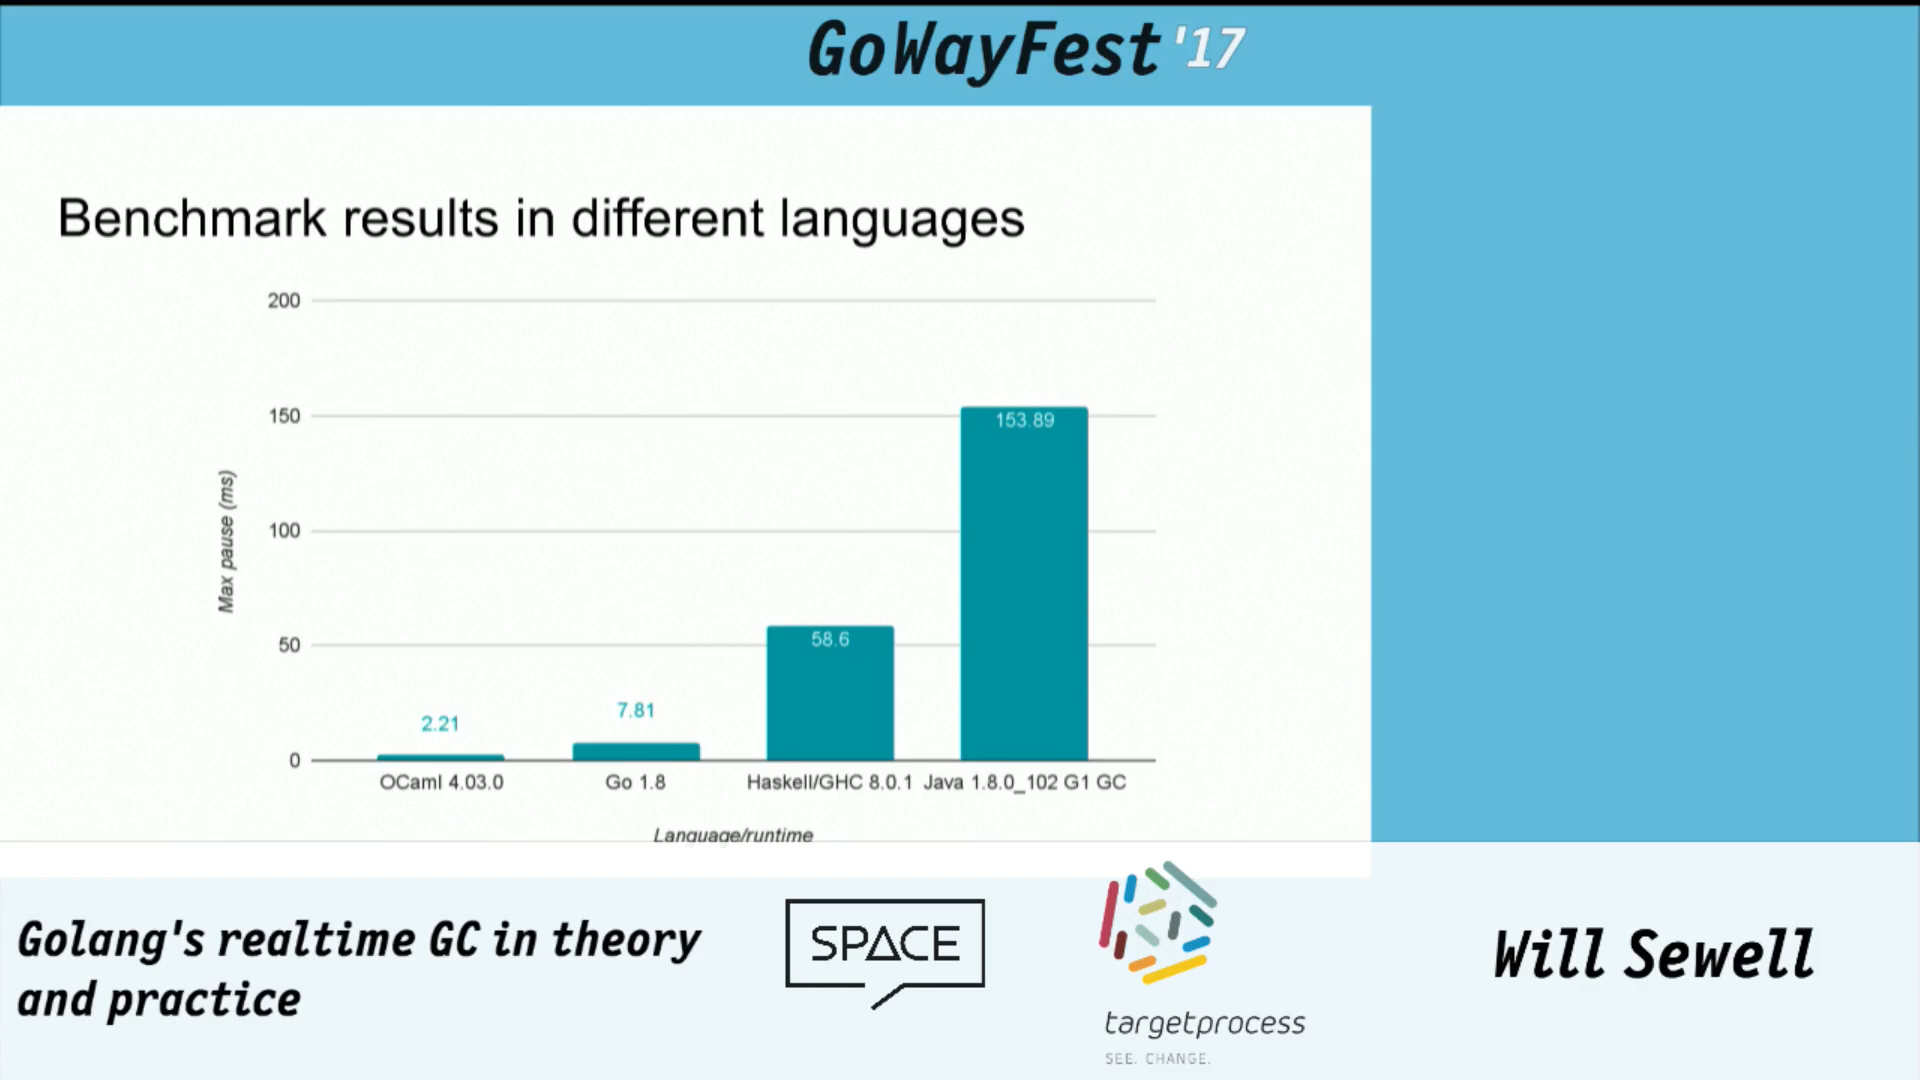 GoWayFest '17
Benchmark results in different languages
200
150
100
50
0
Max pause (ms)
2.21
7.81
58.6
153.89
OCaml 4.03.0
Go 1.8
Haskell/GHC 8.0.1
Java 1.8.0_102 G1 GC
Language/runtime
Golang's realtime GC in theory
and practice
SPACE
targetprocess
SEE. CHANGE.
Will Sewell